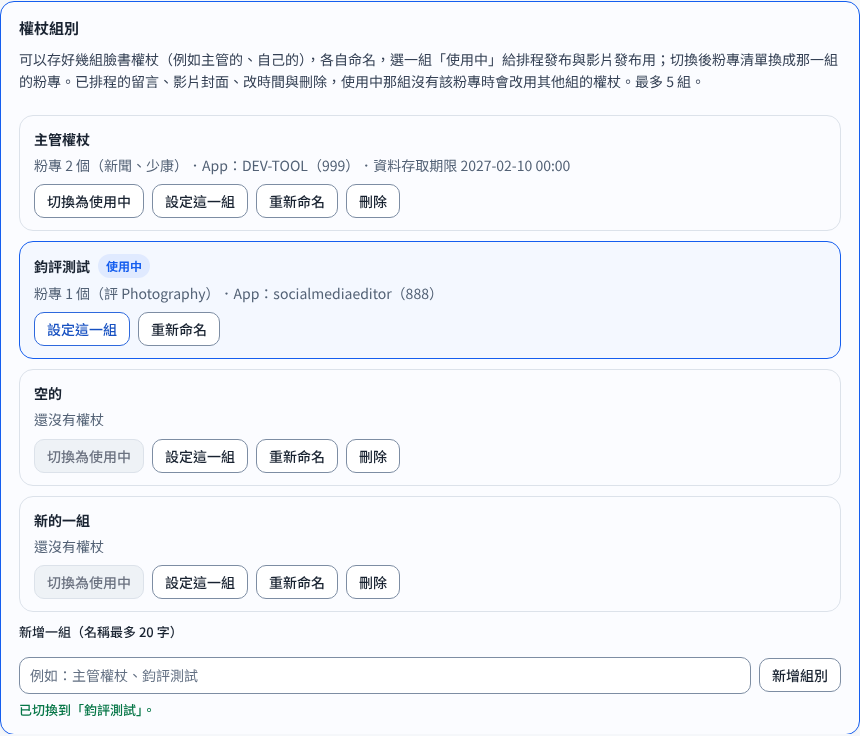 權杖組別
可以存好幾組臉書權杖（例如主管的、自己的），各自命名，選一組「使用中」給排程發布與影片發布用；切換後粉專清單換成那一組
的粉專。已排程的留言、影片封面、改時間與刪除，使用中那組沒有該粉專時會改用其他組的權杖。最多 5 組。
主管權杖
粉專 2 個（新聞、少康）・App：DEV-TOOL（999）・資料存取期限 2027-02-10 00:00
切換為使用中 設定這一組 重新命名 刪除
鈞評測試 使用中
粉專 1 個（評 Photography）・App：socialmediaeditor（888）
設定這一組 重新命名
空的
還沒有權杖
切換為使用中 設定這一組 重新命名 刪除
新的一組
還沒有權杖
切換為使用中 設定這一組 重新命名 刪除
新增一組（名稱最多 20 字）
例如：主管權杖、鈞評測試 新增組別
已切換到「鈞評測試」。